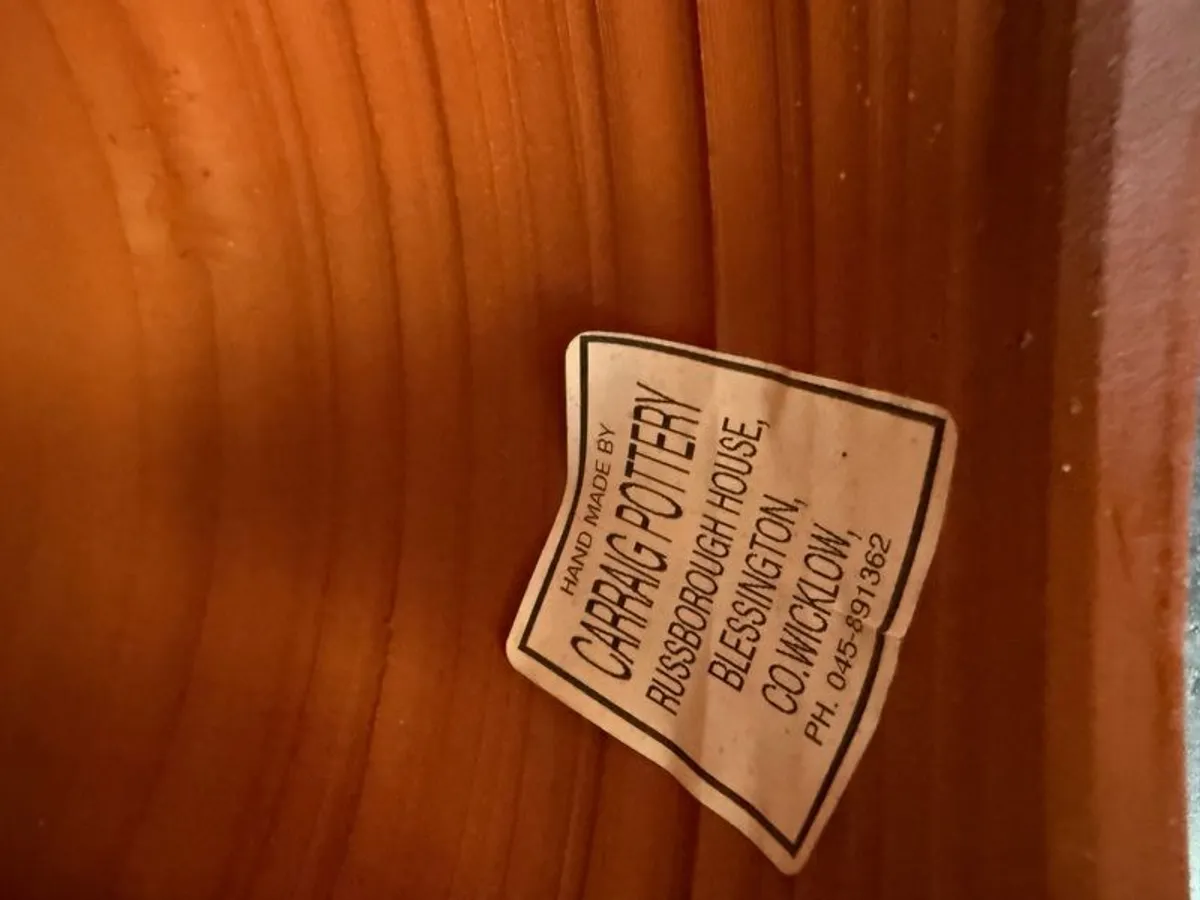 HAND MADE BY
CARRAIG POTTERY
RUSSBOROUGH HOUSE,
BLESSINGTON,
CO.WICKLOW,
PH. 045-891362